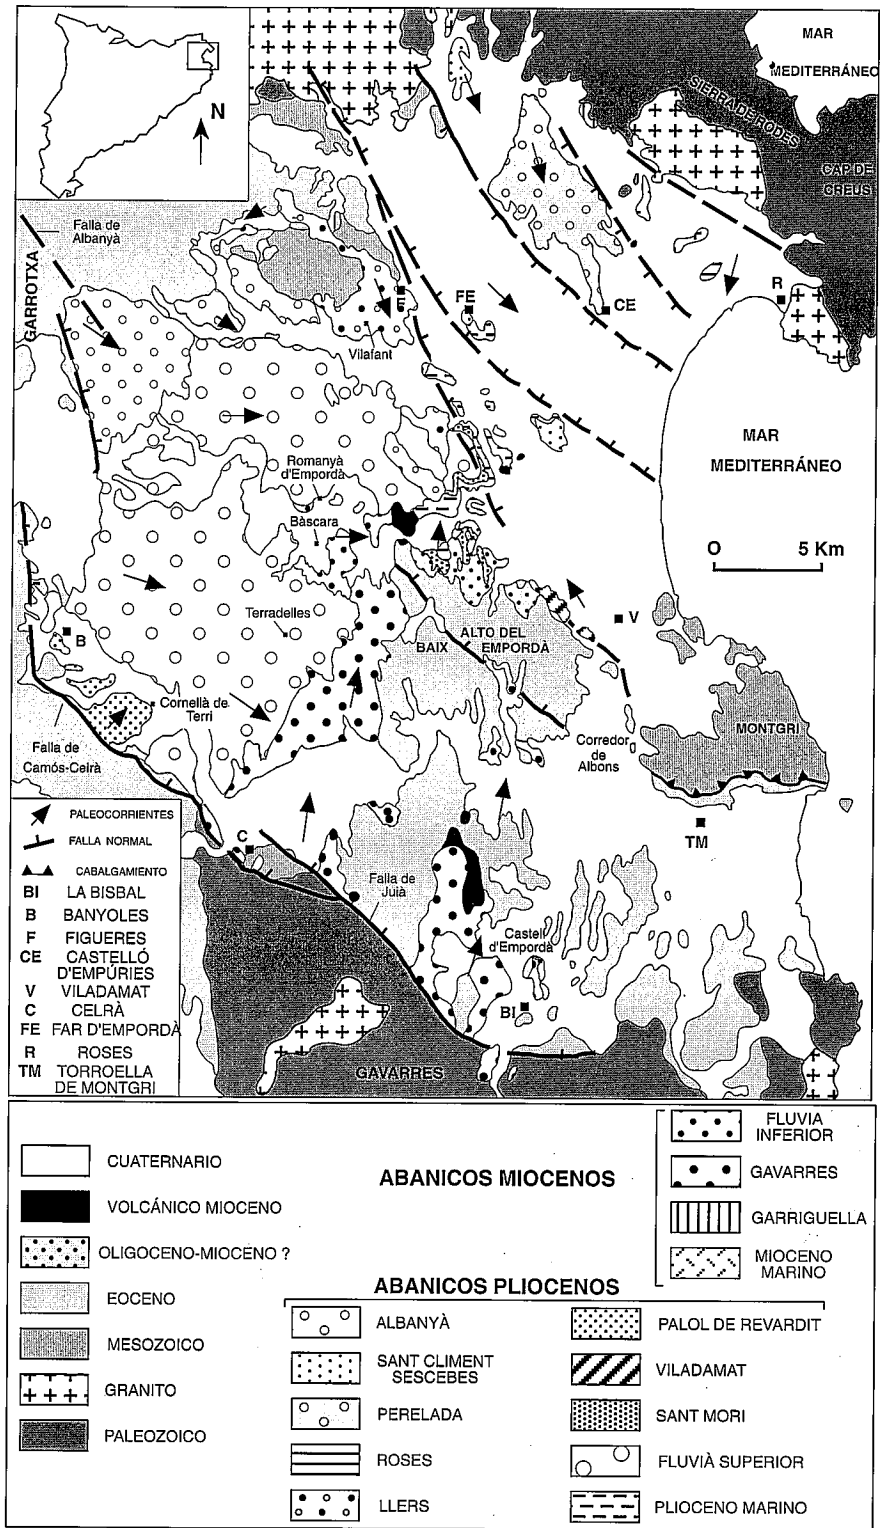 MAR
MEDITERRÁNEO
N
SIERRA DE RODES
CAP DE
CREUS
Falla de
Albanyà
GARROTXA
F
FE
CE
R
Vilafant
MAR
MEDITERRÁNEO
Romanyà
d'Empordà
Bàscara
O 5 Km
Terradelles
B
V
BAIX
ALTO DEL
EMPORDÀ
Cornellà de
Terri
Falla de
Camós-Celrà
Corredor
de
Albons
MONTGRI
TM
C
Falla de
Juià
Castell
d'Empordà
BI
GAVARRES
PALEOCORRIENTES
FALLA NORMAL
CABALGAMIENTO
BI LA BISBAL
B BANYOLES
F FIGUERES
CE CASTELLÓ
D'EMPÚRIES
V VILADAMAT
C CELRÀ
FE FAR D'EMPORDÀ
R ROSES
TM TORROELLA
DE MONTGRI
CUATERNARIO
VOLCÁNICO MIOCENO
OLIGOCENO-MIOCENO ?
EOCENO
MESOZOICO
GRANITO
PALEOZOICO
ABANICOS MIOCENOS
FLUVIA
INFERIOR
GAVARRES
GARRIGUELLA
MIOCENO
MARINO
ABANICOS PLIOCENOS
ALBANYÀ
SANT CLIMENT
SESCEBES
PERELADA
ROSES
LLERS
PALOL DE REVARDIT
VILADAMAT
SANT MORI
FLUVIÀ SUPERIOR
PLIOCENO MARINO